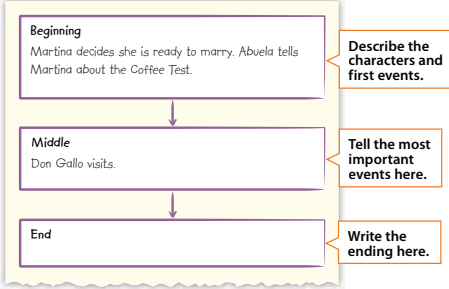 Beginning
Martina decides she is ready to marry. Abuela tells
Martina about the Coffee Test.
Describe the
characters and
first events.
Middle
Don Gallo visits.
Tell the most
important
events here.
End
Write the
ending here.